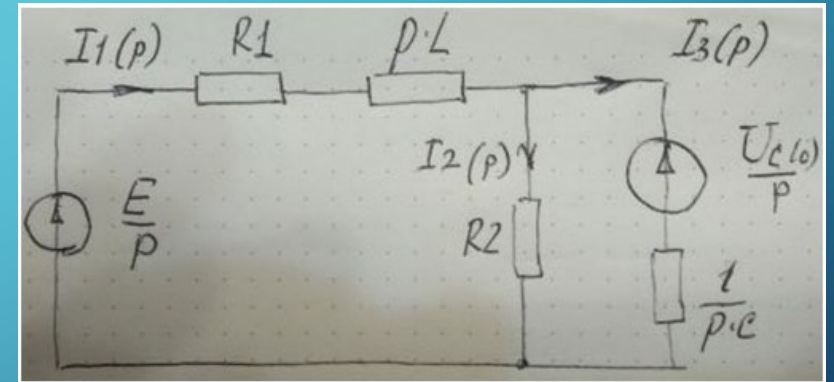 I1(p) R1 p·L I3(p)
I2(p) Uc(0)/p
E/p R2
1/p·c